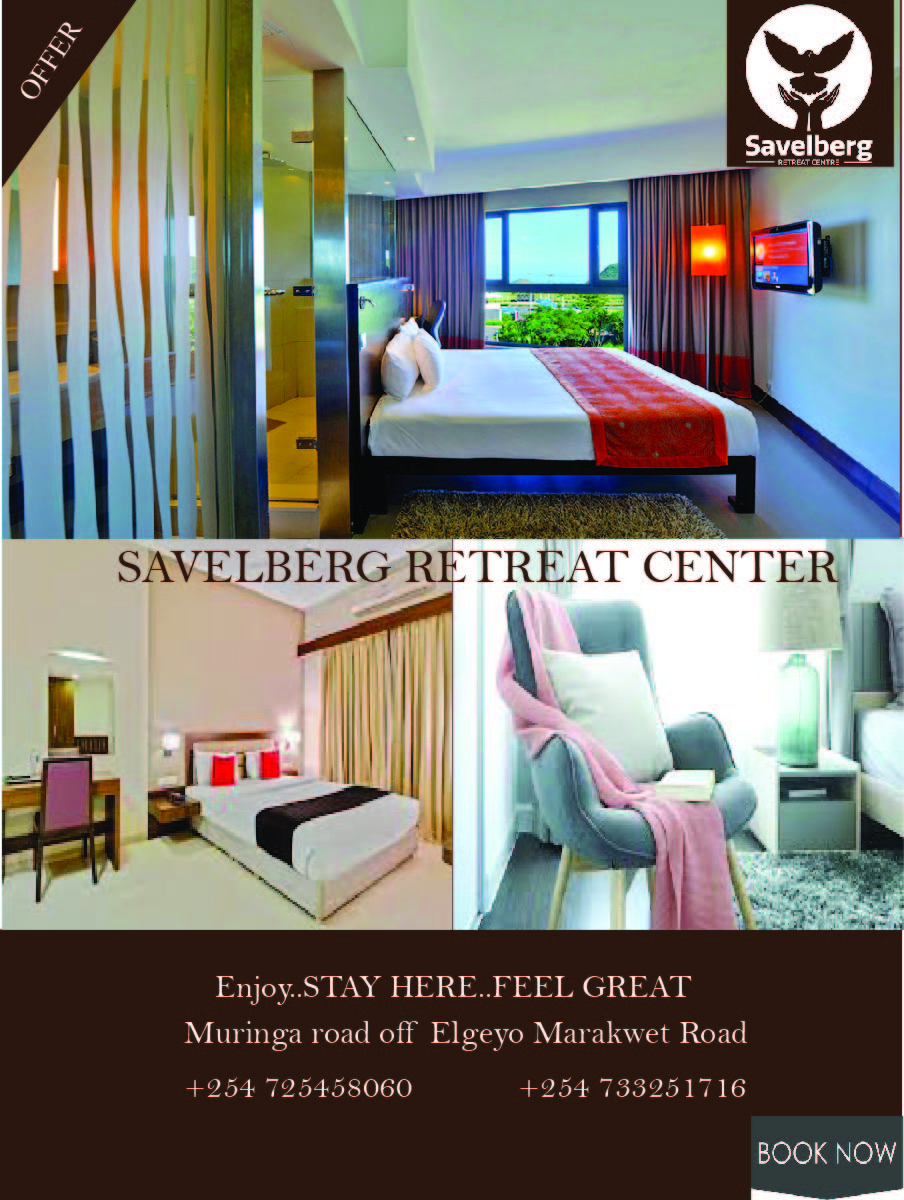 OFFER
Savelberg
RETREAT CENTRE
SAVELBERG RETREAT CENTER
Enjoy..STAY HERE..FEEL GREAT
Muringa road off Elgeyo Marakwet Road
+254 725458060 +254 733251716
BOOK NOW